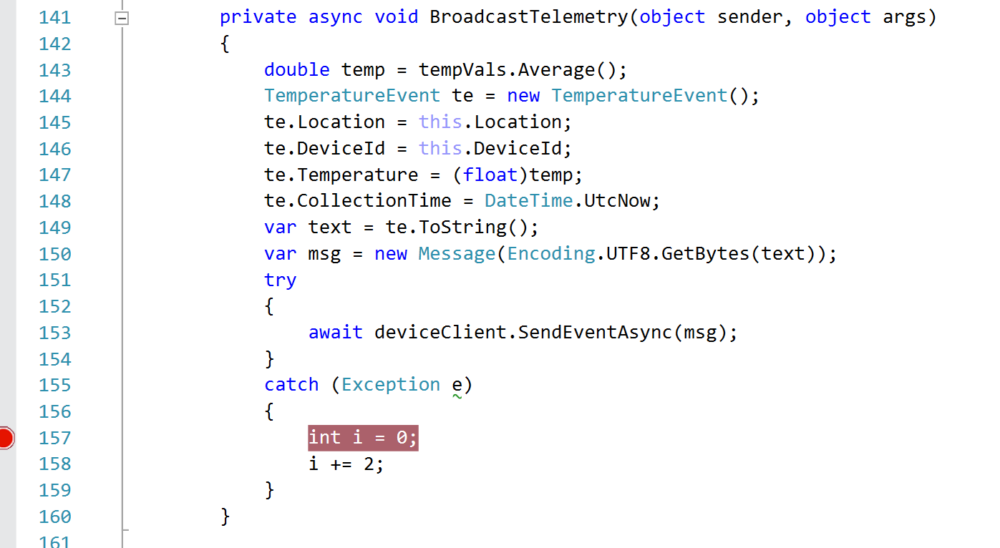 141 private async void BroadcastTelemetry(object sender, object args)
142 {
143 double temp = tempVals.Average();
144 TemperatureEvent te = new TemperatureEvent();
145 te.Location = this.Location;
146 te.DeviceId = this.DeviceId;
147 te.Temperature = (float)temp;
148 te.CollectionTime = DateTime.UtcNow;
149 var text = te.ToString();
150 var msg = new Message(Encoding.UTF8.GetBytes(text));
151 try
152 {
153 await deviceClient.SendEventAsync(msg);
154 }
155 catch (Exception e)
156 {
157 int i = 0;
158 i += 2;
159 }
160 }
161